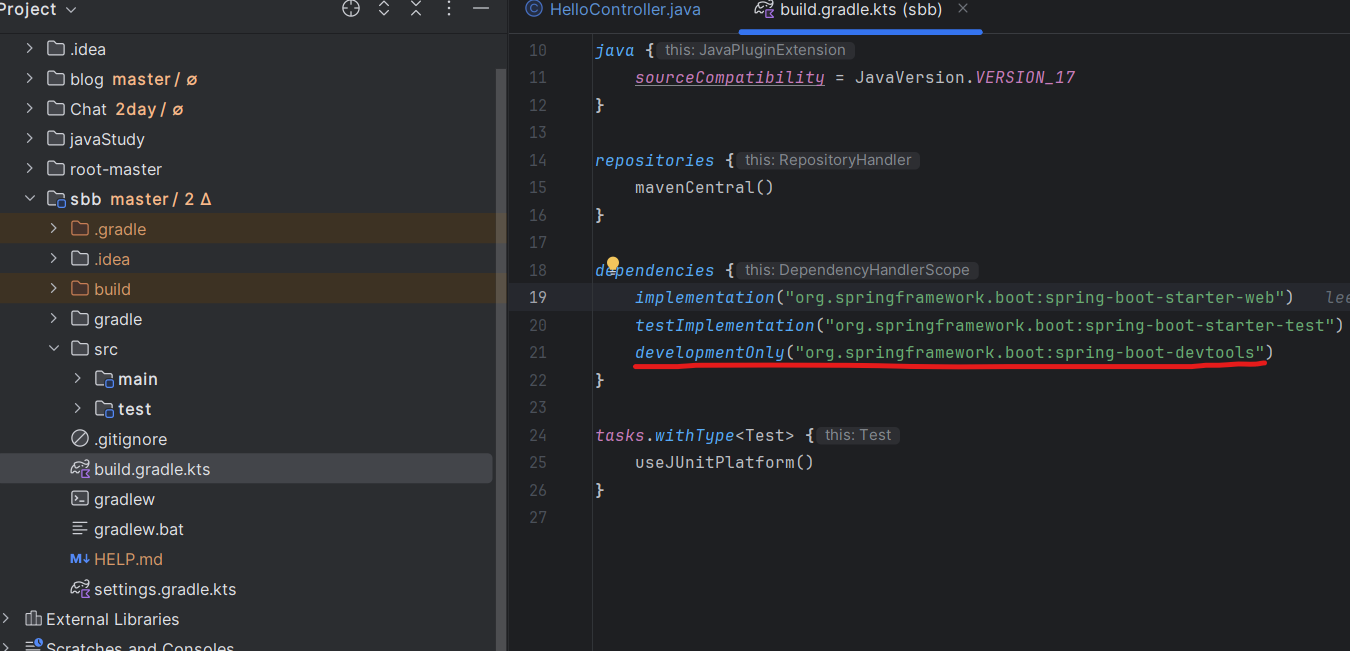 Project
.idea
blog master / ø
Chat 2day / ø
javaStudy
root-master
sbb master / 2 Δ
.gradle
.idea
build
gradle
src
main
test
.gitignore
build.gradle.kts
gradlew
gradlew.bat
M↓ HELP.md
settings.gradle.kts
External Libraries
Scratches and Consoles
HelloController.java
build.gradle.kts (sbb)
10 java { this: JavaPluginExtension
11 sourceCompatibility = JavaVersion.VERSION_17
12 }
13
14 repositories { this: RepositoryHandler
15 mavenCentral()
16 }
17
18 dependencies { this: DependencyHandlerScope
19 implementation("org.springframework.boot:spring-boot-starter-web") lee
20 testImplementation("org.springframework.boot:spring-boot-starter-test")
21 developmentOnly("org.springframework.boot:spring-boot-devtools")
22 }
23
24 tasks.withType<Test> { this: Test
25 useJUnitPlatform()
26 }
27